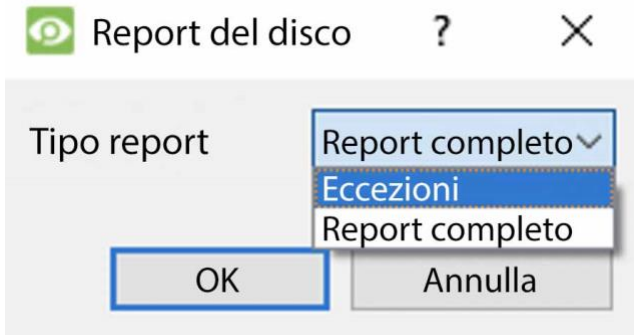 Report del disco ?
Tipo report Report completo
Eccezioni
Report completo
OK Annulla